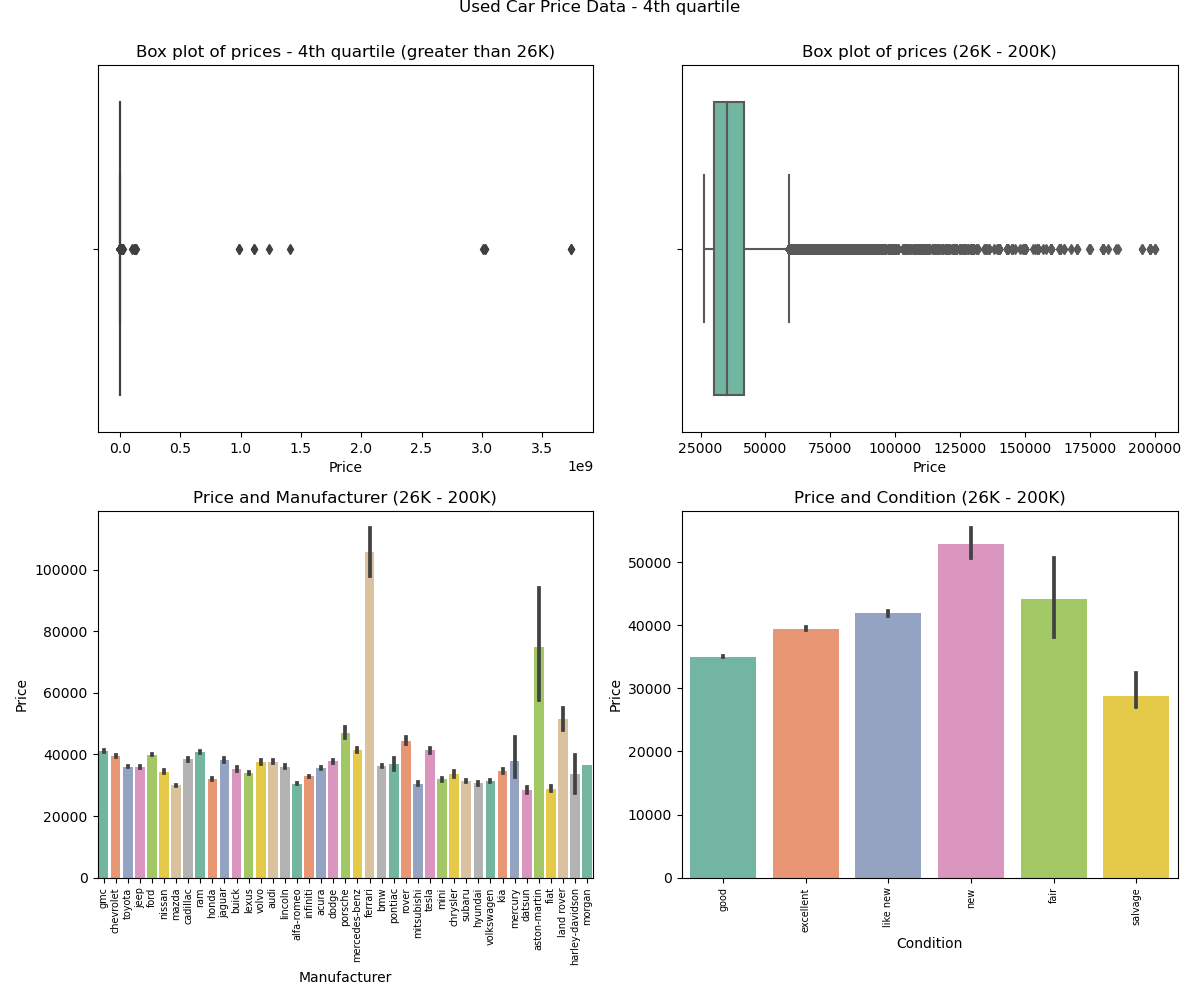 Used Car Price Data - 4th quartile
Box plot of prices - 4th quartile (greater than 26K)
0.0 0.5 1.0 1.5 2.0 2.5 3.0 3.5
1e9
Price
Box plot of prices (26K - 200K)
25000 50000 75000 100000 125000 150000 175000 200000
Price
Price and Manufacturer (26K - 200K)
Price
100000
80000
60000
40000
20000
0
gmc
chevrolet
toyota
jeep
ford
nissan
mazda
cadillac
ram
honda
jaguar
buick
lexus
volvo
audi
lincoln
alfa-romeo
infiniti
acura
dodge
porsche
mercedes-benz
ferrari
bmw
pontiac
rover
mitsubishi
tesla
mini
chrysler
subaru
hyundai
volkswagen
kia
mercury
datsun
aston-martin
fiat
land rover
harley-davidson
morgan
Manufacturer
Price and Condition (26K - 200K)
Price
50000
40000
30000
20000
10000
0
good
excellent
like new
new
fair
salvage
Condition